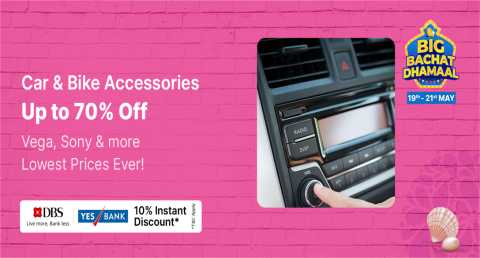 Car & Bike Accessories
Up to 70% Off
Vega, Sony & more
Lowest Prices Ever!
DBS
Live more, Bank less
YES BANK
10% Instant
Discount*
*T&C Apply
BIG
BACHAT
DHAMAAL
19th - 21st MAY
RADIO